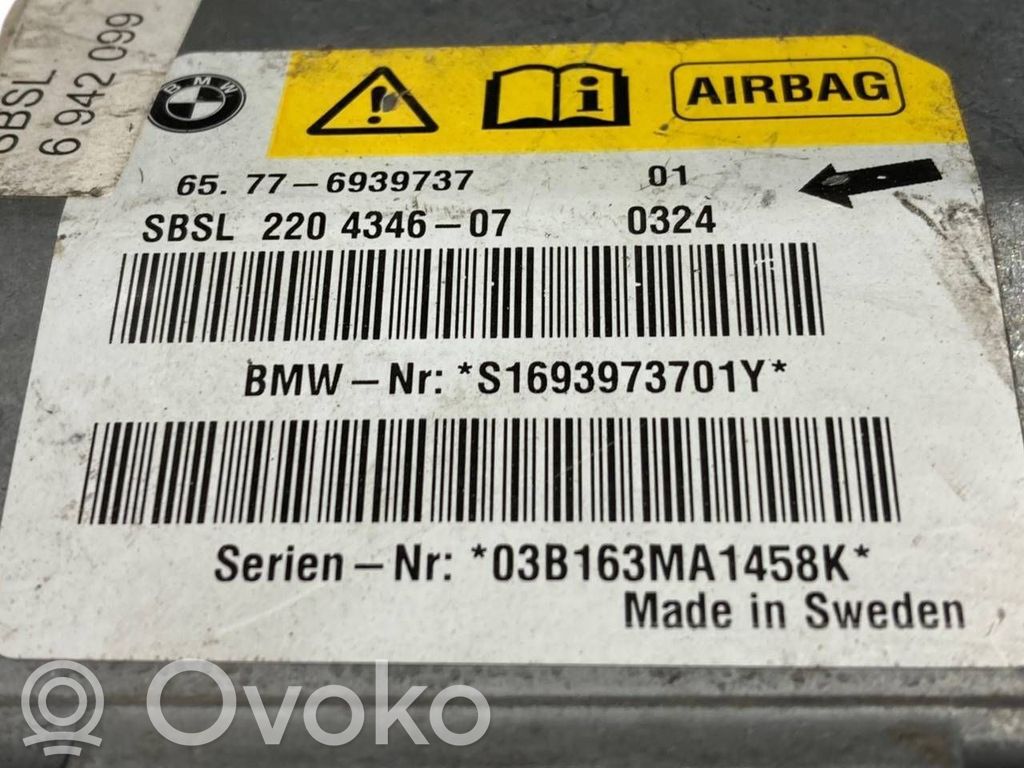 SBSL
6 942 099
BMW
AIRBAG
65. 77-6939737 01
SBSL 220 4346-07 0324
BMW-Nr: *S1693973701Y*
Serien-Nr: *03B163MA1458K*
Made in Sweden
Ovoko